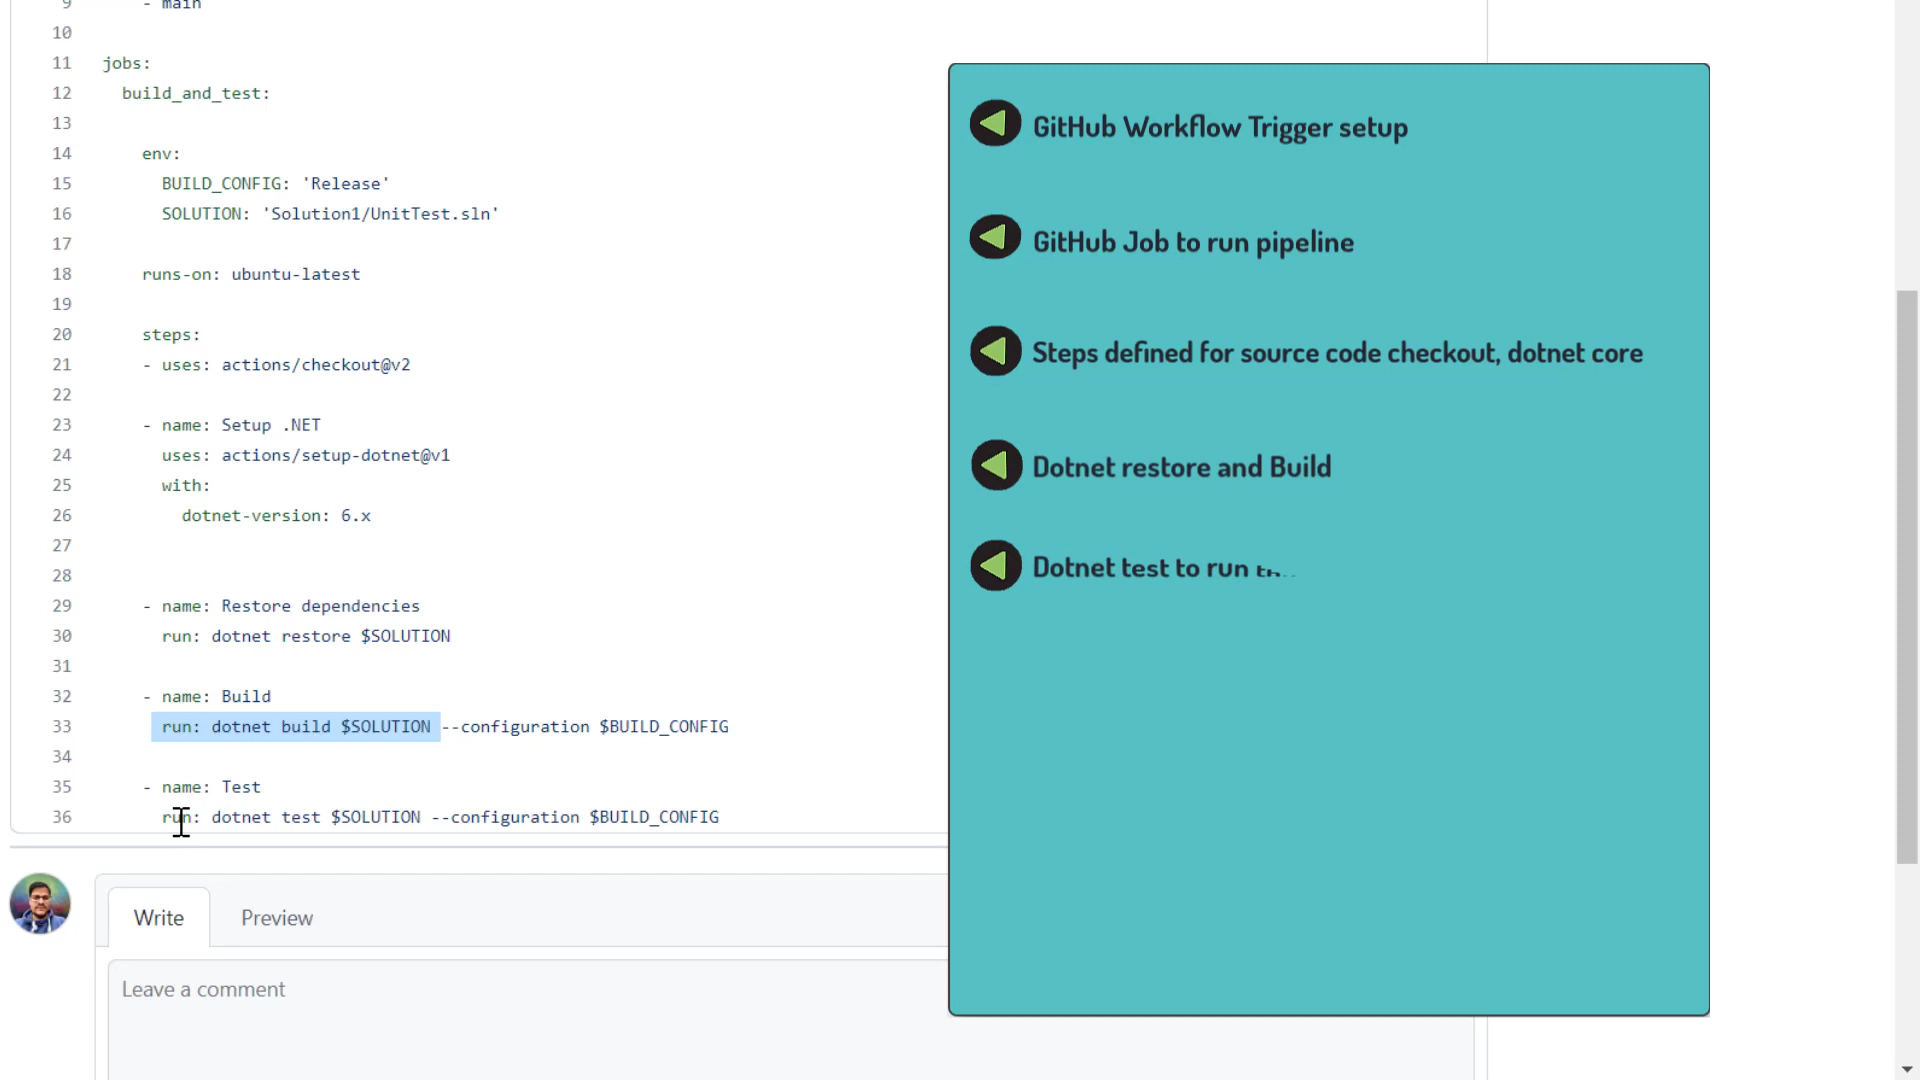 9 - main
10
11 jobs:
12 build_and_test:
13
14 env:
15 BUILD_CONFIG: 'Release'
16 SOLUTION: 'Solution1/UnitTest.sln'
17
18 runs-on: ubuntu-latest
19
20 steps:
21 - uses: actions/checkout@v2
22
23 - name: Setup .NET
24 uses: actions/setup-dotnet@v1
25 with:
26 dotnet-version: 6.x
27
28
29 - name: Restore dependencies
30 run: dotnet restore $SOLUTION
31
32 - name: Build
33 run: dotnet build $SOLUTION --configuration $BUILD_CONFIG
34
35 - name: Test
36 run: dotnet test $SOLUTION --configuration $BUILD_CONFIG
Write Preview
Leave a comment
GitHub Workflow Trigger setup
GitHub Job to run pipeline
Steps defined for source code checkout, dotnet core
Dotnet restore and Build
Dotnet test to run